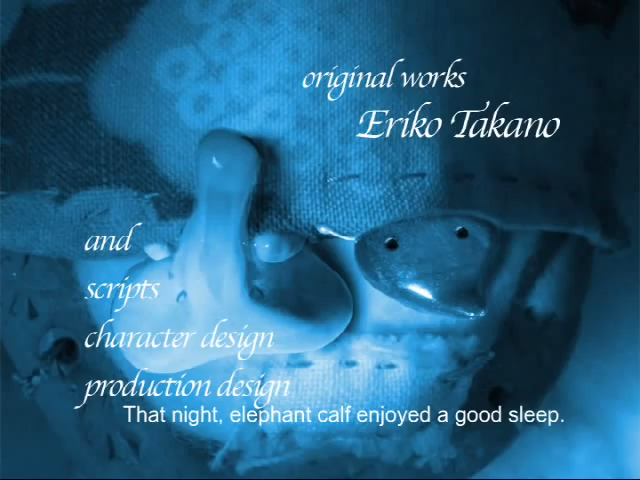 original works
Eriko Takano
and
scripts
character design
production design
That night, elephant calf enjoyed a good sleep.